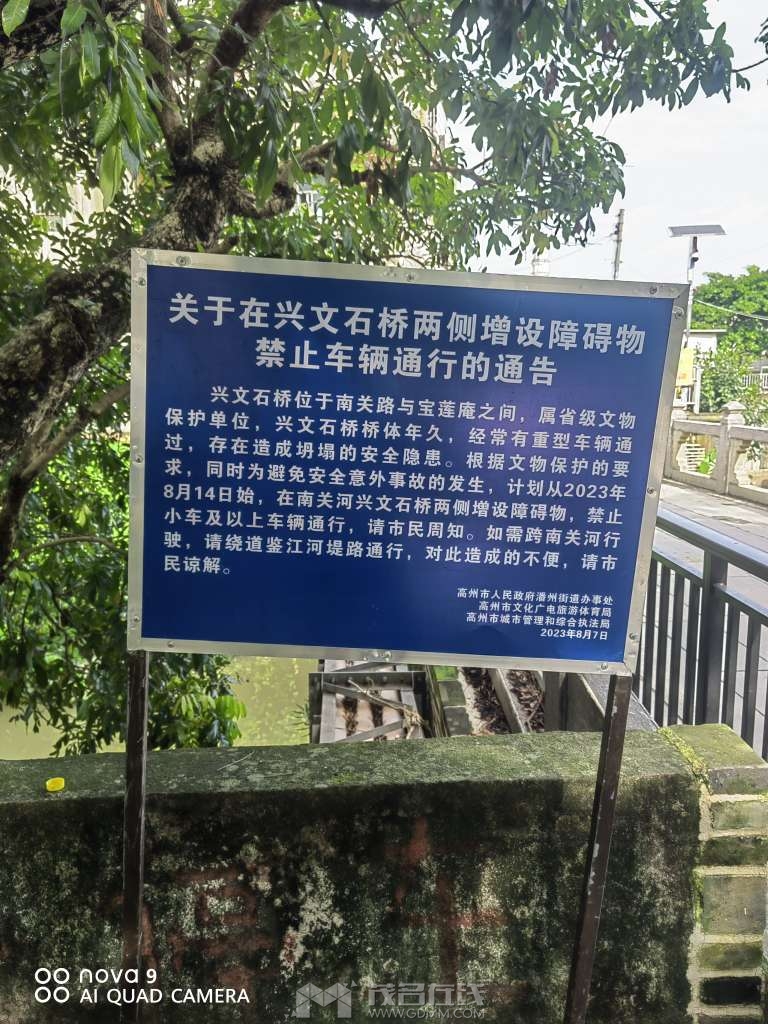 关于在兴文石桥两侧增设障碍物
禁止车辆通行的通告
兴文石桥位于南关路与宝莲庵之间，属省级文物
保护单位，兴文石桥桥体年久，经常有重型车辆通
过，存在造成坍塌的安全隐患。根据文物保护的要
求，同时为避免安全意外事故的发生，计划从2023年
8月14日始，在南关河兴文石桥两侧增设障碍物，禁止
小车及以上车辆通行，请市民周知。如需跨南关河行
驶，请绕道鉴江河堤路通行，对此造成的不便，请市
民谅解。
高州市人民政府潘州街道办事处
高州市文化广电旅游体育局
高州市城市管理和综合执法局
2023年8月7日
nova 9
AI QUAD CAMERA
茂名在线
WWW.GDMM.COM